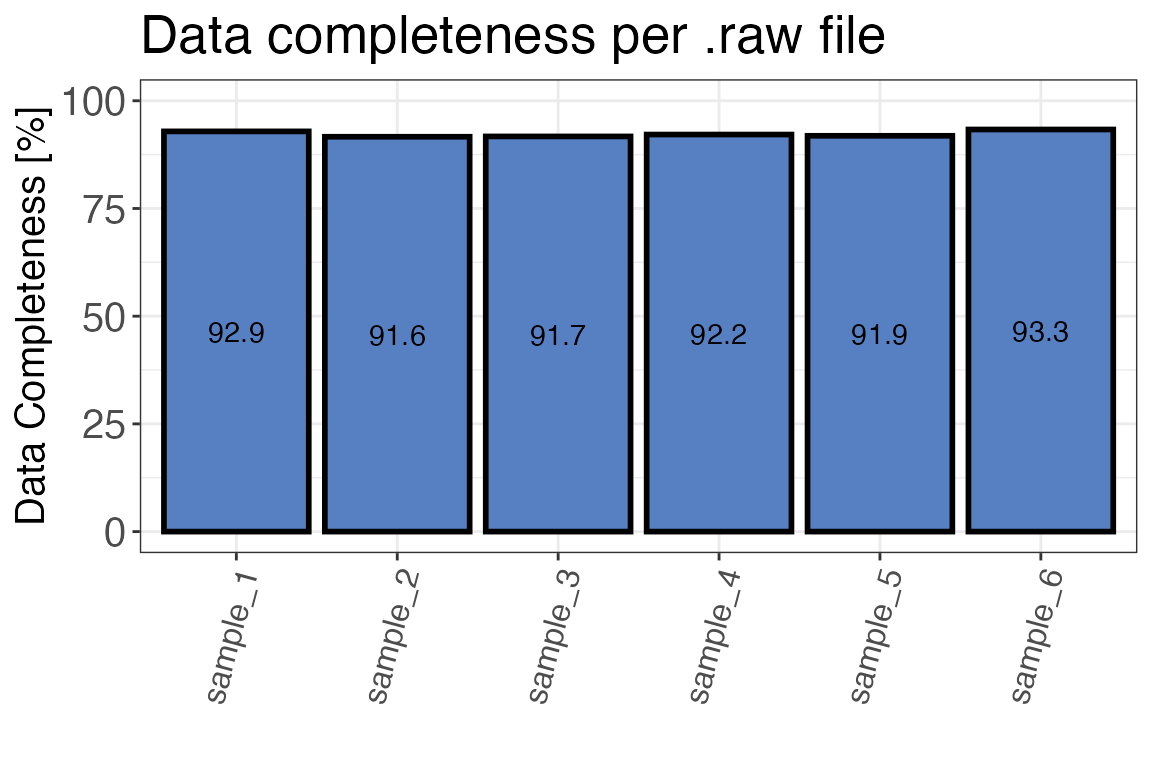 Data completeness per .raw file
Data Completeness [%]
100
75
50
25
0
92.9
91.6
91.7
92.2
91.9
93.3
sample_1
sample_2
sample_3
sample_4
sample_5
sample_6